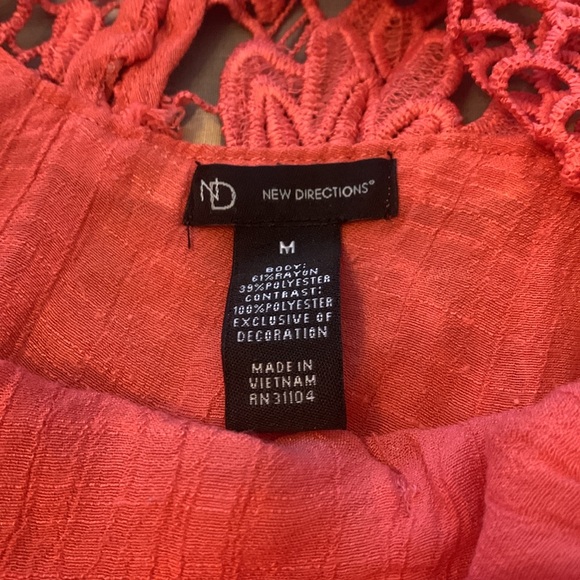 ND NEW DIRECTIONS®
M
BODY:
61%RAYON
39%POLYESTER
CONTRAST:
100%POLYESTER
EXCLUSIVE OF
DECORATION
MADE IN
VIETNAM
RN31104